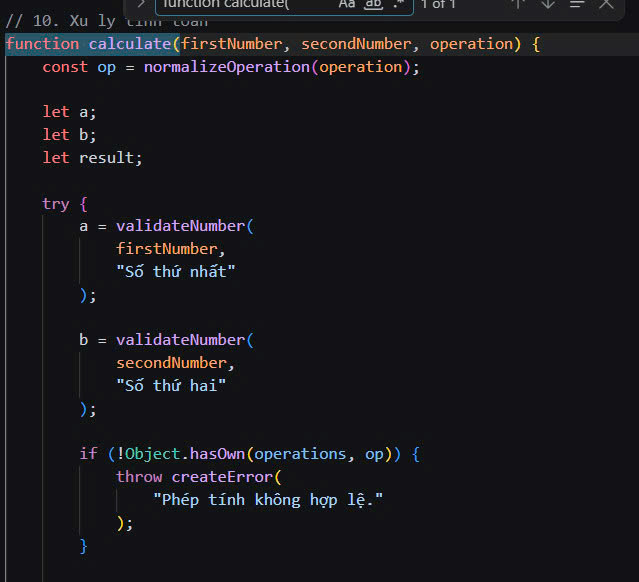 function calculate(
Aa ab .* 1 of 1
// 10. Xu ly tinh toan
function calculate(firstNumber, secondNumber, operation) {
const op = normalizeOperation(operation);
let a;
let b;
let result;
try {
a = validateNumber(
firstNumber,
"Số thứ nhất"
);
b = validateNumber(
secondNumber,
"Số thứ hai"
);
if (!Object.hasOwn(operations, op)) {
throw createError(
"Phép tính không hợp lệ."
);
}